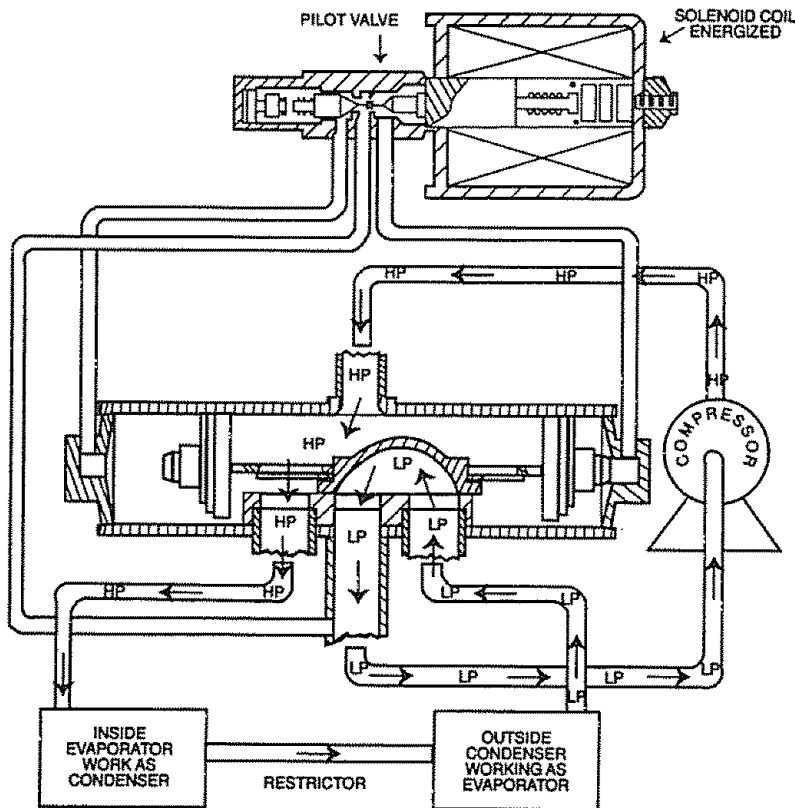 PILOT VALVE
SOLENOID COIL
ENERGIZED
HP
HP
HP
HP
HP
HP
COMPRESSOR
LP
HP
LP
LP
HP
HP
LP
LP
LP
LP
LP
LP
LP
LP
INSIDE
EVAPORATOR
WORK AS
CONDENSER
RESTRICTOR
OUTSIDE
CONDENSER
WORKING AS
EVAPORATOR